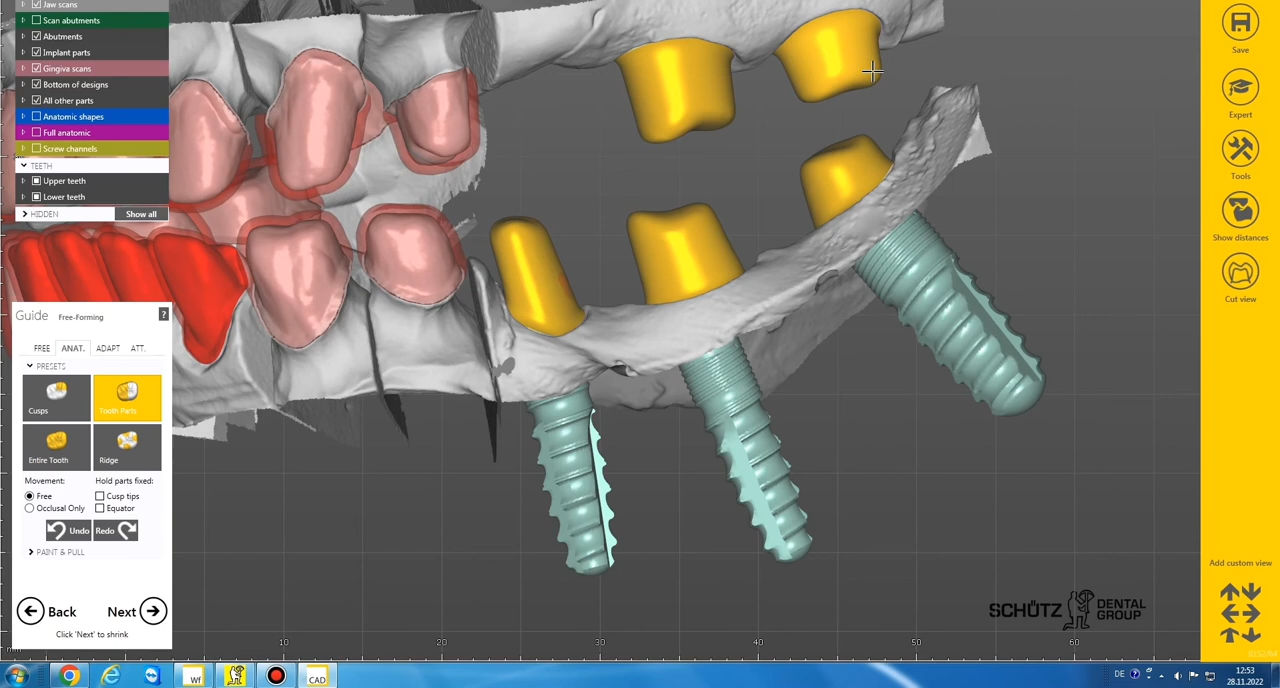 Jaw scans
Scan abutments
Abutments
Implant parts
Gingiva scans
Bottom of designs
All other parts
Anatomic shapes
Full anatomic
Screw channels
TEETH
Upper teeth
Lower teeth
HIDDEN
Show all
Guide Free-Forming ?
FREE ANAT. ADAPT ATT.
PRESETS
Cusps Tooth Parts
Entire Tooth Ridge
Movement: Hold parts fixed:
Free Cusp tips
Occlusal Only Equator
Undo Redo
PAINT & PULL
Back Next
Click 'Next' to shrink
Save
Expert
Tools
Show distances
Cut view
Add custom view
SCHÜTZ DENTAL
GROUP
10 20 30 40 50 60
wf CAD
DE 12:53
28.11.2022